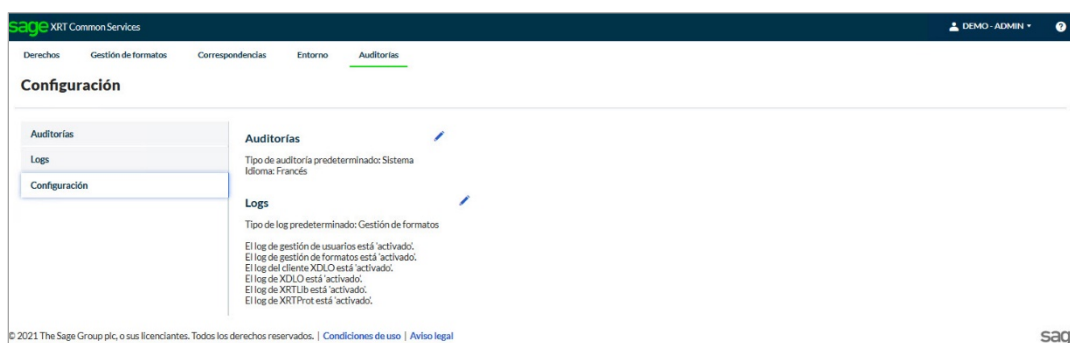 sage XRT Common Services
DEMO - ADMIN
Derechos Gestión de formatos Correspondencias Entorno Auditorías
Configuración
Auditorías
Logs
Configuración
Auditorías
Tipo de auditoría predeterminado: Sistema
Idioma: Francés
Logs
Tipo de log predeterminado: Gestión de formatos
El log de gestión de usuarios está 'activado'.
El log de gestión de formatos está 'activado'.
El log del cliente XDLO está 'activado'.
El log de XDLO está 'activado'.
El log de XRTLib está 'activado'.
El log de XRTProt está 'activado'.
© 2021 The Sage Group plc, o sus licenciantes. Todos los derechos reservados. | Condiciones de uso | Aviso legal